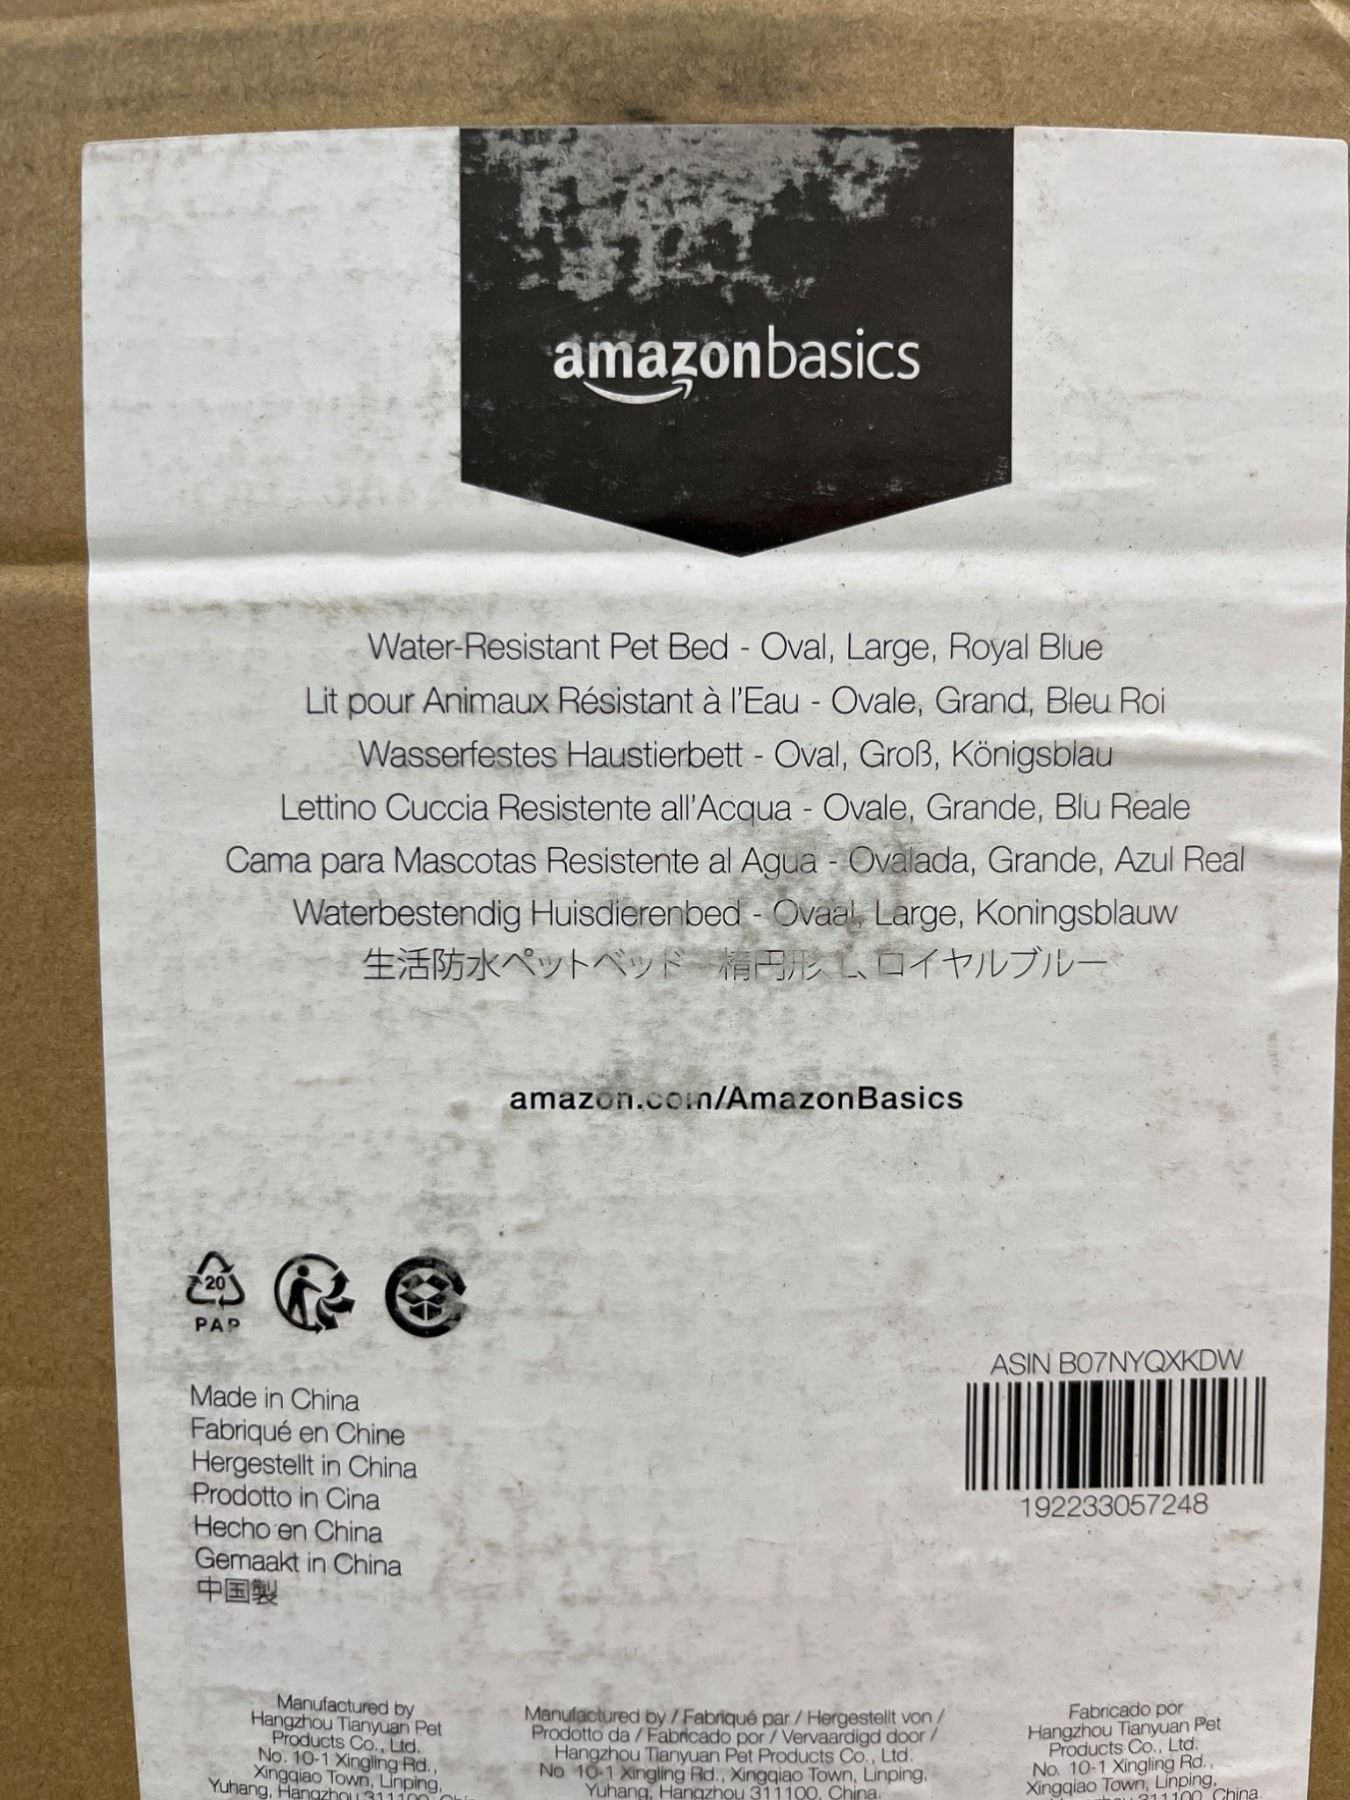 amazonbasics
Water-Resistant Pet Bed - Oval, Large, Royal Blue
Lit pour Animaux Résistant à l'Eau - Ovale, Grand, Bleu Roi
Wasserfestes Haustierbett - Oval, Groß, Königsblau
Lettino Cuccia Resistente all'Acqua - Ovale, Grande, Blu Reale
Cama para Mascotas Resistente al Agua - Ovalada, Grande, Azul Real
Waterbestendig Huisdierenbed - Ovaal, Large, Koningsblauw
生活防水ペットベッド - 楕円形、L、ロイヤルブルー
amazon.com/AmazonBasics
20
PAP
Made in China
Fabriqué en Chine
Hergestellt in China
Prodotto in Cina
Hecho en China
Gemaakt in China
中国製
ASIN B07NYQXKDW
192233057248
Manufactured by
Hangzhou Tianyuan Pet
Products Co., Ltd.
No. 10-1 Xingling Rd.,
Xingqiao Town, Linping,
Yuhang, Hangzhou 311100,
Manufactured by / Fabriqué par / Hergestellt von /
Prodotto da / Fabricado por / Vervaardigd door /
Hangzhou Tianyuan Pet Products Co., Ltd.
No 10-1 Xingling Rd., Xingqiao Town, Linping,
Yuhang, Hangzhou 311100, China.
Fabricado por
Hangzhou Tianyuan Pet
Products Co., Ltd.
No. 10-1 Xingling Rd.,
Xingqiao Town, Linping,
311100, China